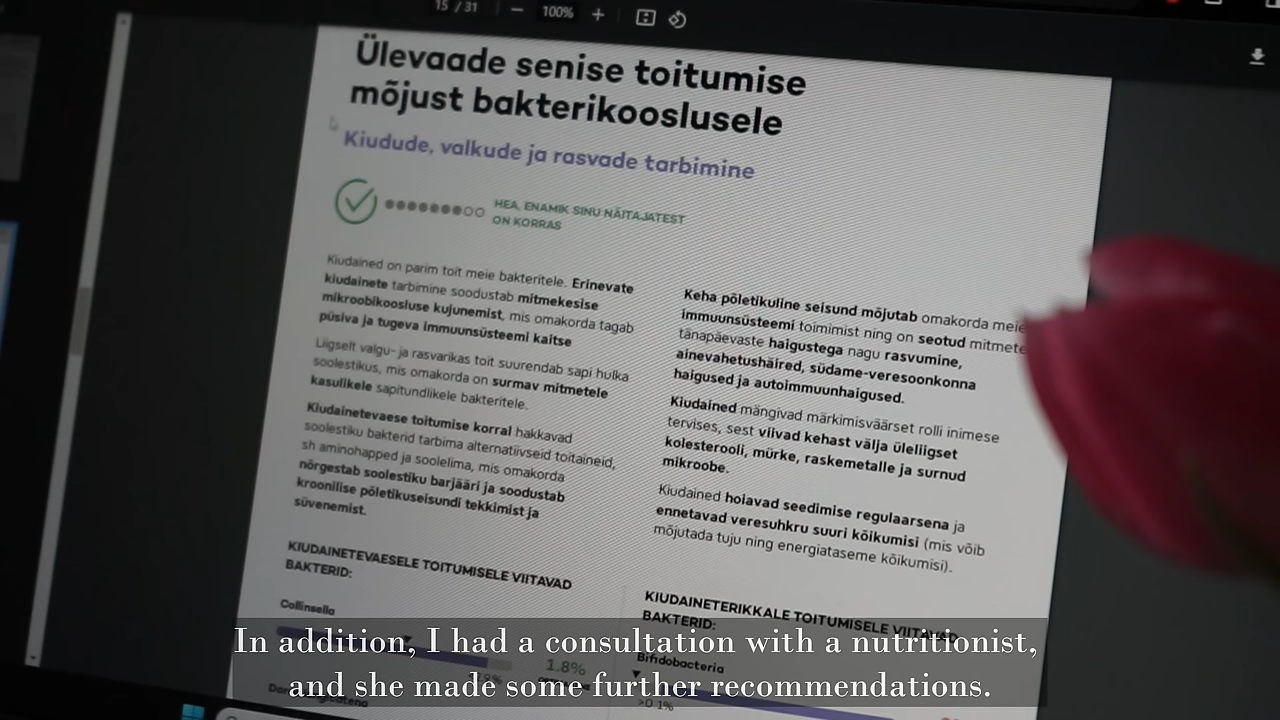 15 / 31
100%
Ülevaade senise toitumise
mõjust bakterikooslusele
Kiudude, valkude ja rasvade tarbimine
HEA, ENAMIK SINU NÄITAJATEST
ON KORRAS
Kiudained on parim toit meie bakteritele. Erinevate
kiudainete tarbimine soodustab mitmekesise
mikroobikoosluse kujunemist, mis omakorda tagab
püsiva ja tugeva immuunsüsteemi kaitse
Liigselt valgu- ja rasvarikas toit suurendab sapi hulka
soolestikus, mis omakorda on surmav mitmetele
kasulikele sapitundlikele bakteritele.
Kiudainetevaese toitumise korral hakkavad
soolestiku bakterid tarbima alternatiivseid toitaineid,
sh aminohapped ja soolelima, mis omakorda
nõrgestab soolestiku barjääri ja soodustab
kroonilise põletikuseisundi tekkimist ja
süvenemist.
KIUDAINETEVAESELE TOITUMISELE VIITAVAD
BAKTERID:
Collinsella
1.8%
Keha põletikuline seisund mõjutab omakorda meie
immuunsüsteemi toimimist ning on seotud mitmete
tänapäevaste haigustega nagu rasvumine,
ainevahetushäired, südame-veresoonkonna
haigused ja autoimmuunhaigused.
Kiudained mängivad märkimisväärset rolli inimese
tervises, sest viivad kehast välja üleliigset
kolesterooli, mürke, raskemetalle ja surnud
mikroobe.
Kiudained hoiavad seedimise regulaarsena ja
ennetavad veresuhkru suuri kõikumisi (mis võib
mõjutada tuju ning energiataseme kõikumisi).
KIUDAINETERIKKALE TOITUMISELE VIITAVAD
BAKTERID:
Bifidobacteria
>0.1%
In addition, I had a consultation with a nutritionist,
and she made some further recommendations.